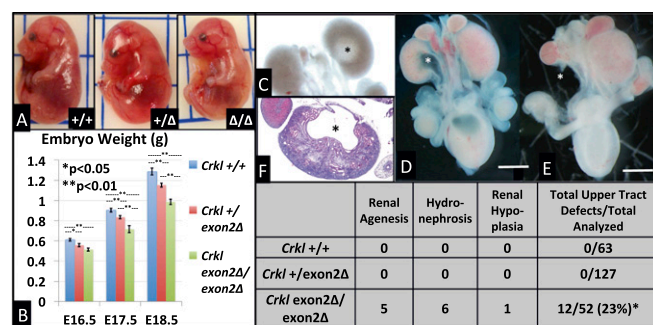 A
+/+
+/Δ
Δ/Δ
C
*
F
*
D
*
E
*
Embryo Weight (g)
*p<0.05
**p<0.01
1.4
1.2
1
0.8
0.6
0.4
0.2
0
---**---
---*---
---**---
---**---
---**---
---**---
---**---
---**---
E16.5
E17.5
E18.5
B
Crkl +/+
Crkl +/
exon2Δ
Crkl
exon2Δ/
exon2Δ
Renal Agenesis
Hydro-nephrosis
Renal Hypo-plasia
Total Upper Tract Defects/Total Analyzed
Crkl +/+ 0 0 0 0/63
Crkl +/exon2Δ 0 0 0 0/127
Crkl exon2Δ/ exon2Δ 5 6 1 12/52 (23%)*